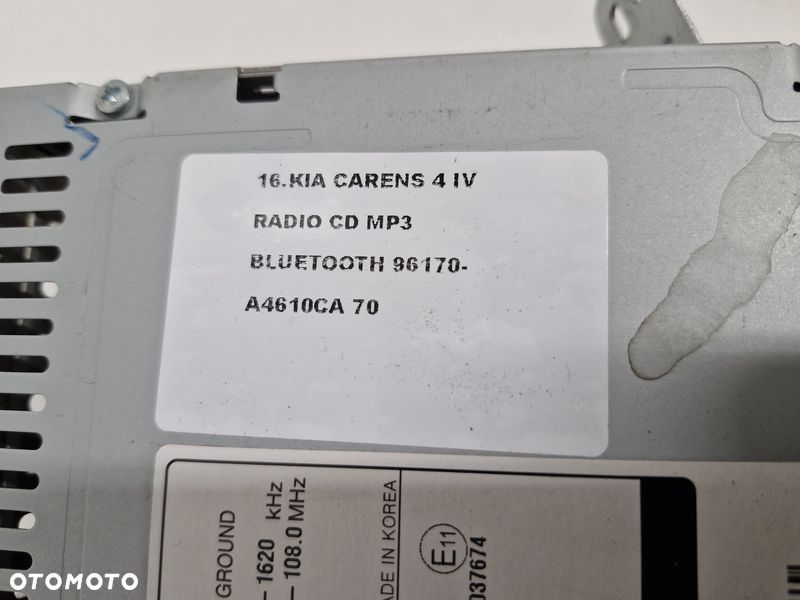 16.KIA CARENS 4 IV
RADIO CD MP3
BLUETOOTH 96170-
A4610CA 70
GROUND
–1620 kHz
–108.0 MHz
ADE IN KOREA
E11
037674
OTOMOTO